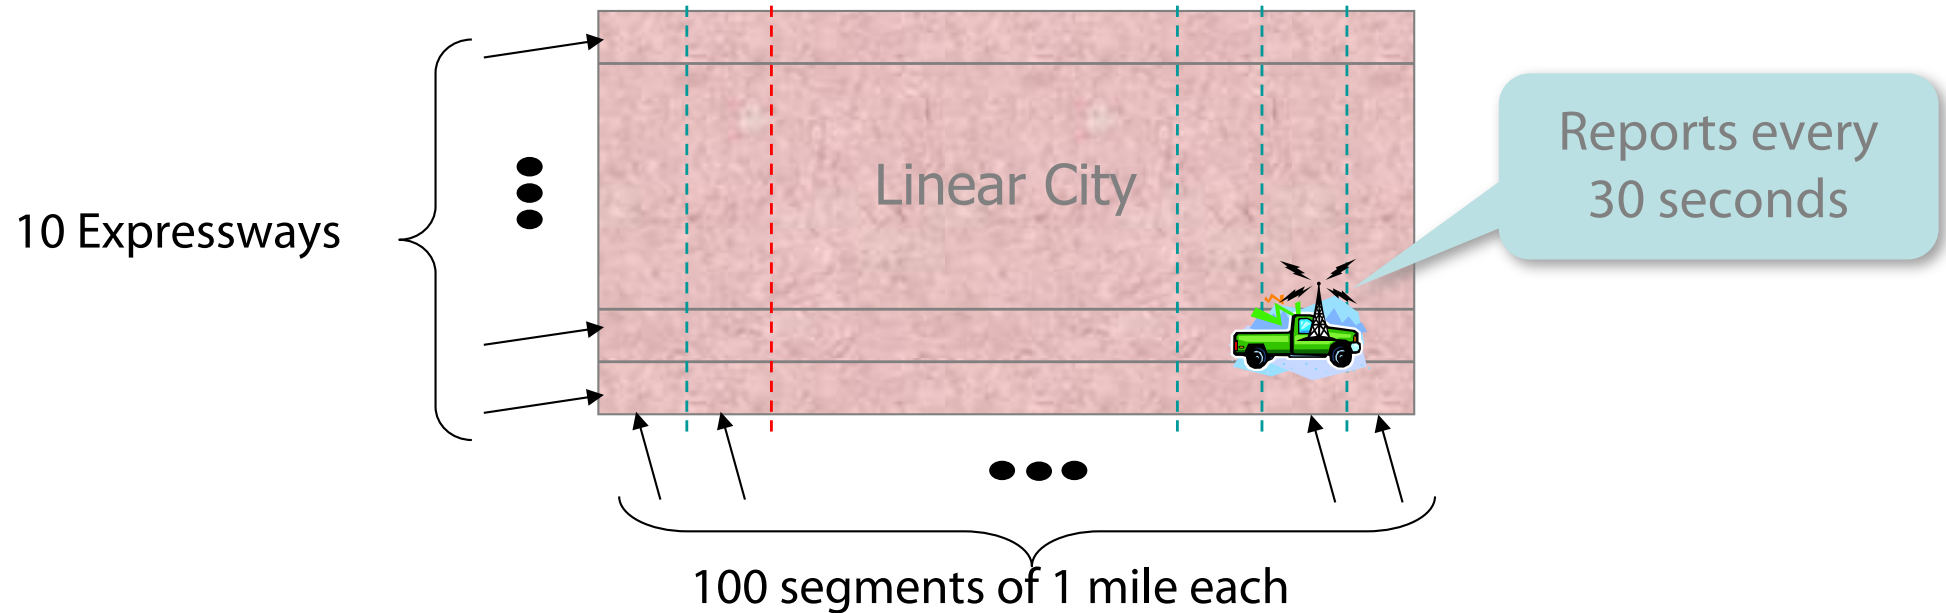 10 Expressways
Linear City
Reports every
30 seconds
100 segments of 1 mile each